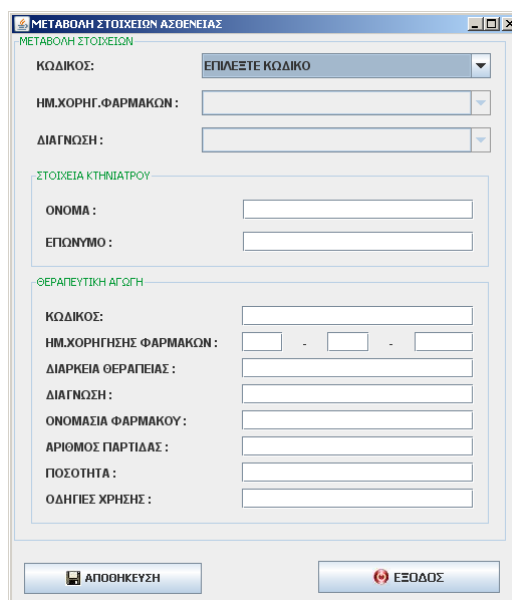 ΜΕΤΑΒΟΛΗ ΣΤΟΙΧΕΙΩΝ ΑΣΘΕΝΕΙΑΣ
ΜΕΤΑΒΟΛΗ ΣΤΟΙΧΕΙΩΝ
ΚΩΔΙΚΟΣ: ΕΠΙΛΕΞΤΕ ΚΩΔΙΚΟ
ΗΜ.ΧΟΡΗΓ.ΦΑΡΜΑΚΩΝ :
ΔΙΑΓΝΩΣΗ :
ΣΤΟΙΧΕΙΑ ΚΤΗΝΙΑΤΡΟΥ
ΟΝΟΜΑ :
ΕΠΩΝΥΜΟ :
ΘΕΡΑΠΕΥΤΙΚΗ ΑΓΩΓΗ
ΚΩΔΙΚΟΣ:
ΗΜ.ΧΟΡΗΓΗΣΗΣ ΦΑΡΜΑΚΩΝ : - -
ΔΙΑΡΚΕΙΑ ΘΕΡΑΠΕΙΑΣ :
ΔΙΑΓΝΩΣΗ :
ΟΝΟΜΑΣΙΑ ΦΑΡΜΑΚΟΥ :
ΑΡΙΘΜΟΣ ΠΑΡΤΙΔΑΣ :
ΠΟΣΟΤΗΤΑ :
ΟΔΗΓΙΕΣ ΧΡΗΣΗΣ :
ΑΠΟΘΗΚΕΥΣΗ ΕΞΟΔΟΣ